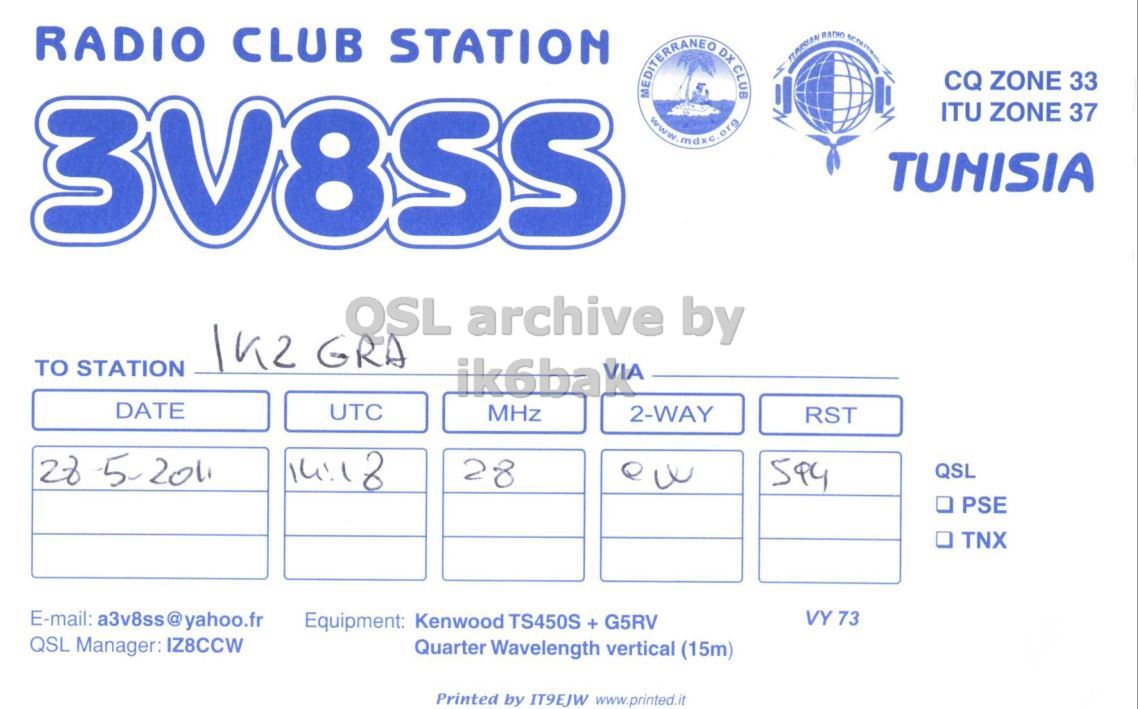 RADIO CLUB STATION
3V8SS
MEDITERRANEO DX CLUB
www.mdxc.org
TUNISIAN RADIO SCOUTING
CQ ZONE 33
ITU ZONE 37
TUNISIA
QSL archive by
ik6bak
TO STATION IK2 GRA VIA
DATE UTC MHz 2-WAY RST
28-5-2011 14:18 28 CW 599
QSL
❑ PSE
❑ TNX
E-mail: a3v8ss@yahoo.fr Equipment: Kenwood TS450S + G5RV VY 73
QSL Manager: IZ8CCW Quarter Wavelength vertical (15m)
Printed by IT9EJW www.printed.it